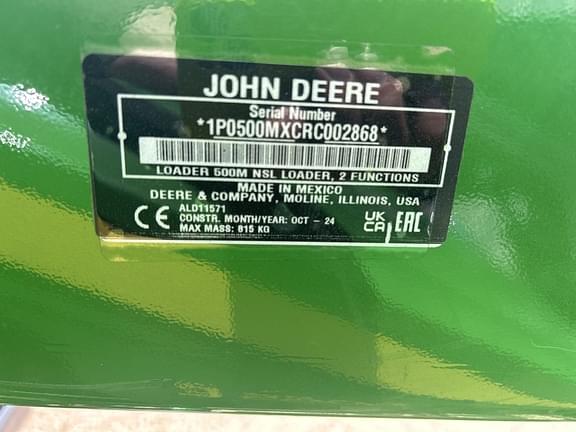 JOHN DEERE
Serial Number
*1P0500MXCRC002868*
LOADER 500M NSL LOADER, 2 FUNCTIONS
MADE IN MEXICO
DEERE & COMPANY, MOLINE, ILLINOIS, USA
ALD11571
CONSTR. MONTH/YEAR: OCT - 24
MAX MASS: 815 KG
CE
UK
CA
EAC